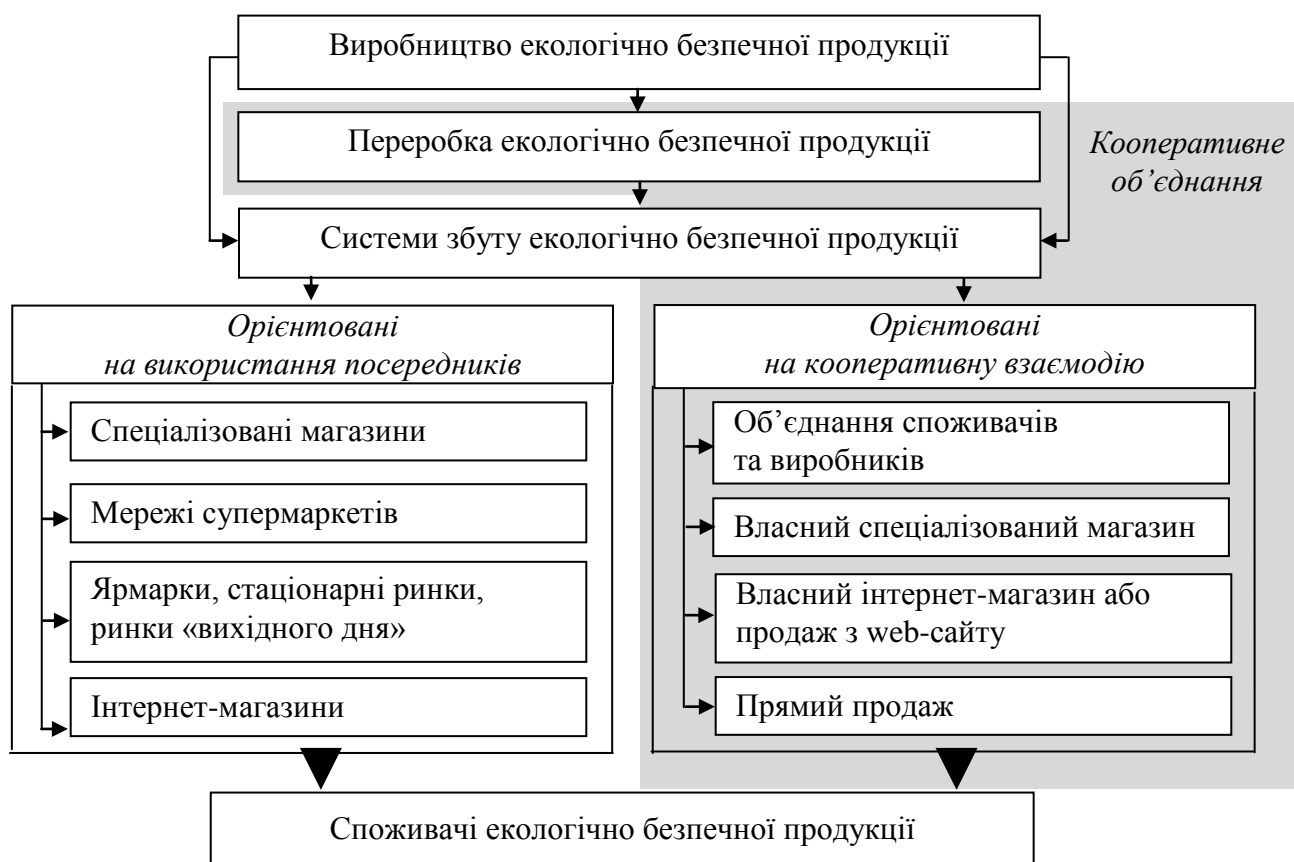 Виробництво екологічно безпечної продукції
Переробка екологічно безпечної продукції
Кооперативне
об’єднання
Системи збуту екологічно безпечної продукції
Орієнтовані
на використання посередників
Спеціалізовані магазини
Мережі супермаркетів
Ярмарки, стаціонарні ринки,
ринки «вихідного дня»
Інтернет-магазини
Орієнтовані
на кооперативну взаємодію
Об’єднання споживачів
та виробників
Власний спеціалізований магазин
Власний інтернет-магазин або
продаж з web-сайту
Прямий продаж
Споживачі екологічно безпечної продукції